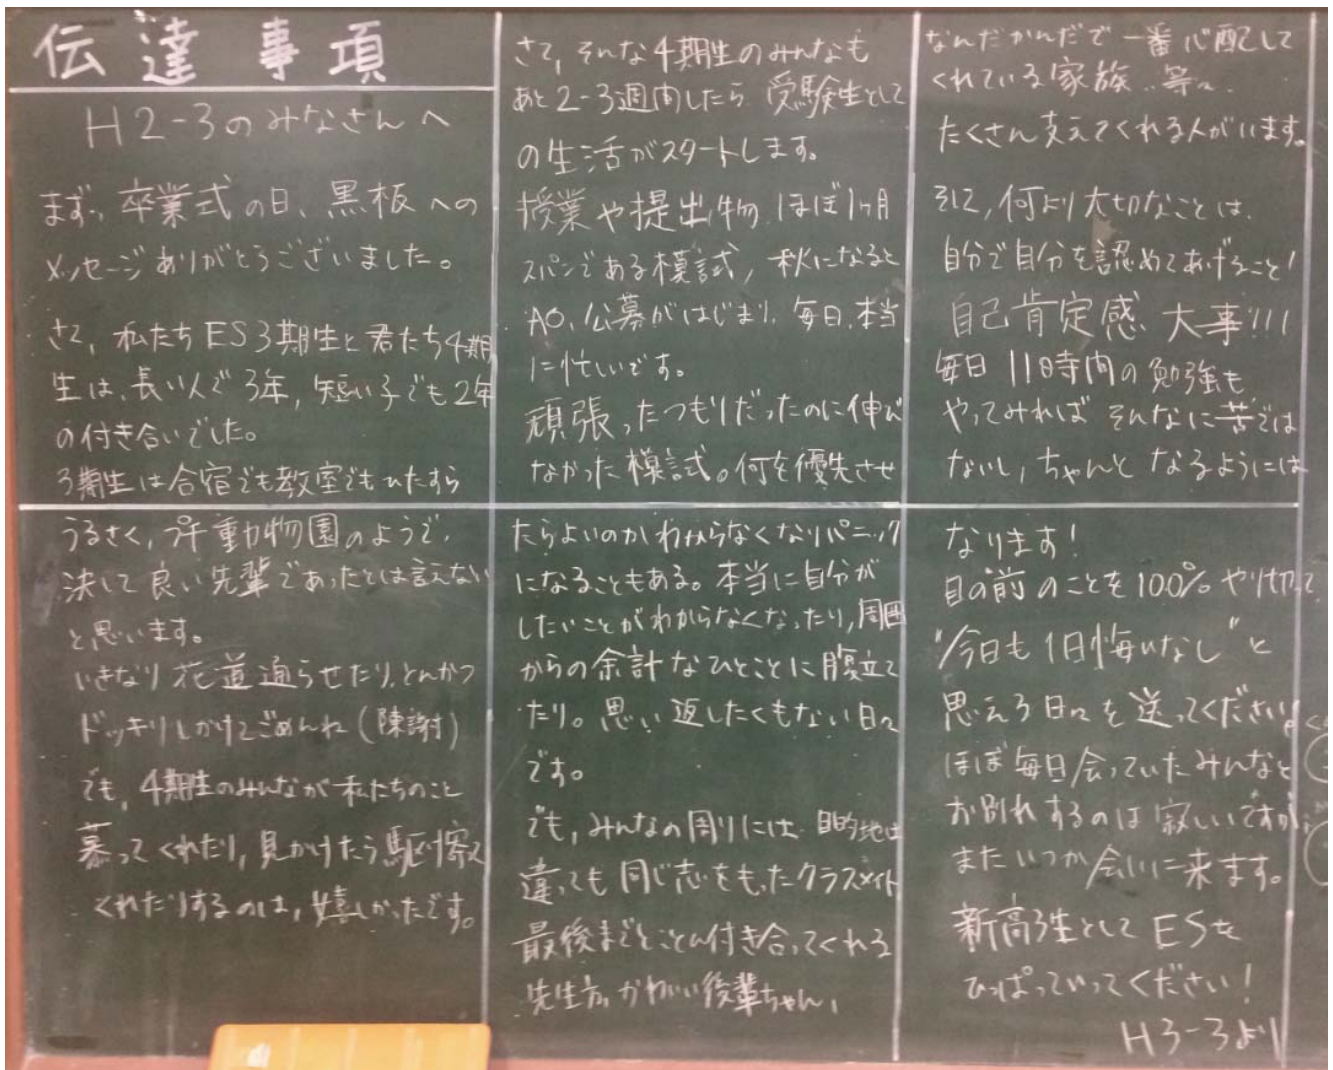 伝達事項
H2-3のみなさんへ
まず、卒業式の日、黒板への
メッセージありがとうございました。
さて、私たちES3期生と君たち4期
生は、長い人で3年, 短い子でも2年
の付き合いでした。
3期生は合宿でも教室でもひたすら
うるさく, プチ動物園のようで,
決して良い先輩であったとは言えない
と思います。
いきなり花道通らせたり, とんかつ
ドッキリしかけてごめんね(陳謝)
でも, 4期生のみんなが私たちのこと
慕ってくれたり, 見かけたら駆け寄って
くれたりするのは, 嬉しかったです。
さて, そんな4期生のみんなも
あと2-3週間したら 受験生として
の生活がスタートします。
授業や提出物, ほぼ1ヶ月
スパンである模試, 秋になると
AO、公募がはじまり, 毎日、本当
に忙しいです。
頑張ったつもりだったのに伸び
なかった模試。何を優先させ
たらよいのかわからなくなりパニック
になることもある。本当に自分が
したいことがわからなくなったり, 周囲
からの余計なひとことに腹立て
たり。思い返したくもない日々
です。
でも, みんなの周りには 目的地は
違っても同じ志をもったクラスメイト
最後までとことん付き合ってくれる
先生方, かわいい後輩ちゃん,
なんだかんだで一番心配して
くれている家族…等々
たくさん支えてくれる人がいます。
そして, 何より大切なことは,
自分で自分を認めてあげること!
自己肯定感 大事!!!
毎日11時間の勉強も
やってみれば そんなに苦では
ないし, ちゃんと なるようには
なります!
目の前のことを100%やり切って,
"今日も1日悔いなし"と
思える日々を送ってください。
ほぼ毎日会っていたみんなと
お別れするのは寂しいですが,
またいつか会いに来ます。
新高3生としてESを
ひっぱっていってください!
H3-3より